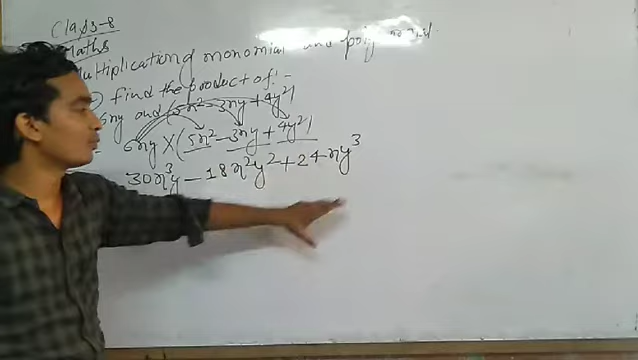 Class-8
Maths
Multiplication of monomial and polynomial
find the product of:-
6xy and (5x² - 3xy + 4y²)
6xy × (5x² - 3xy + 4y²)
30x³y - 18x²y² + 24xy³